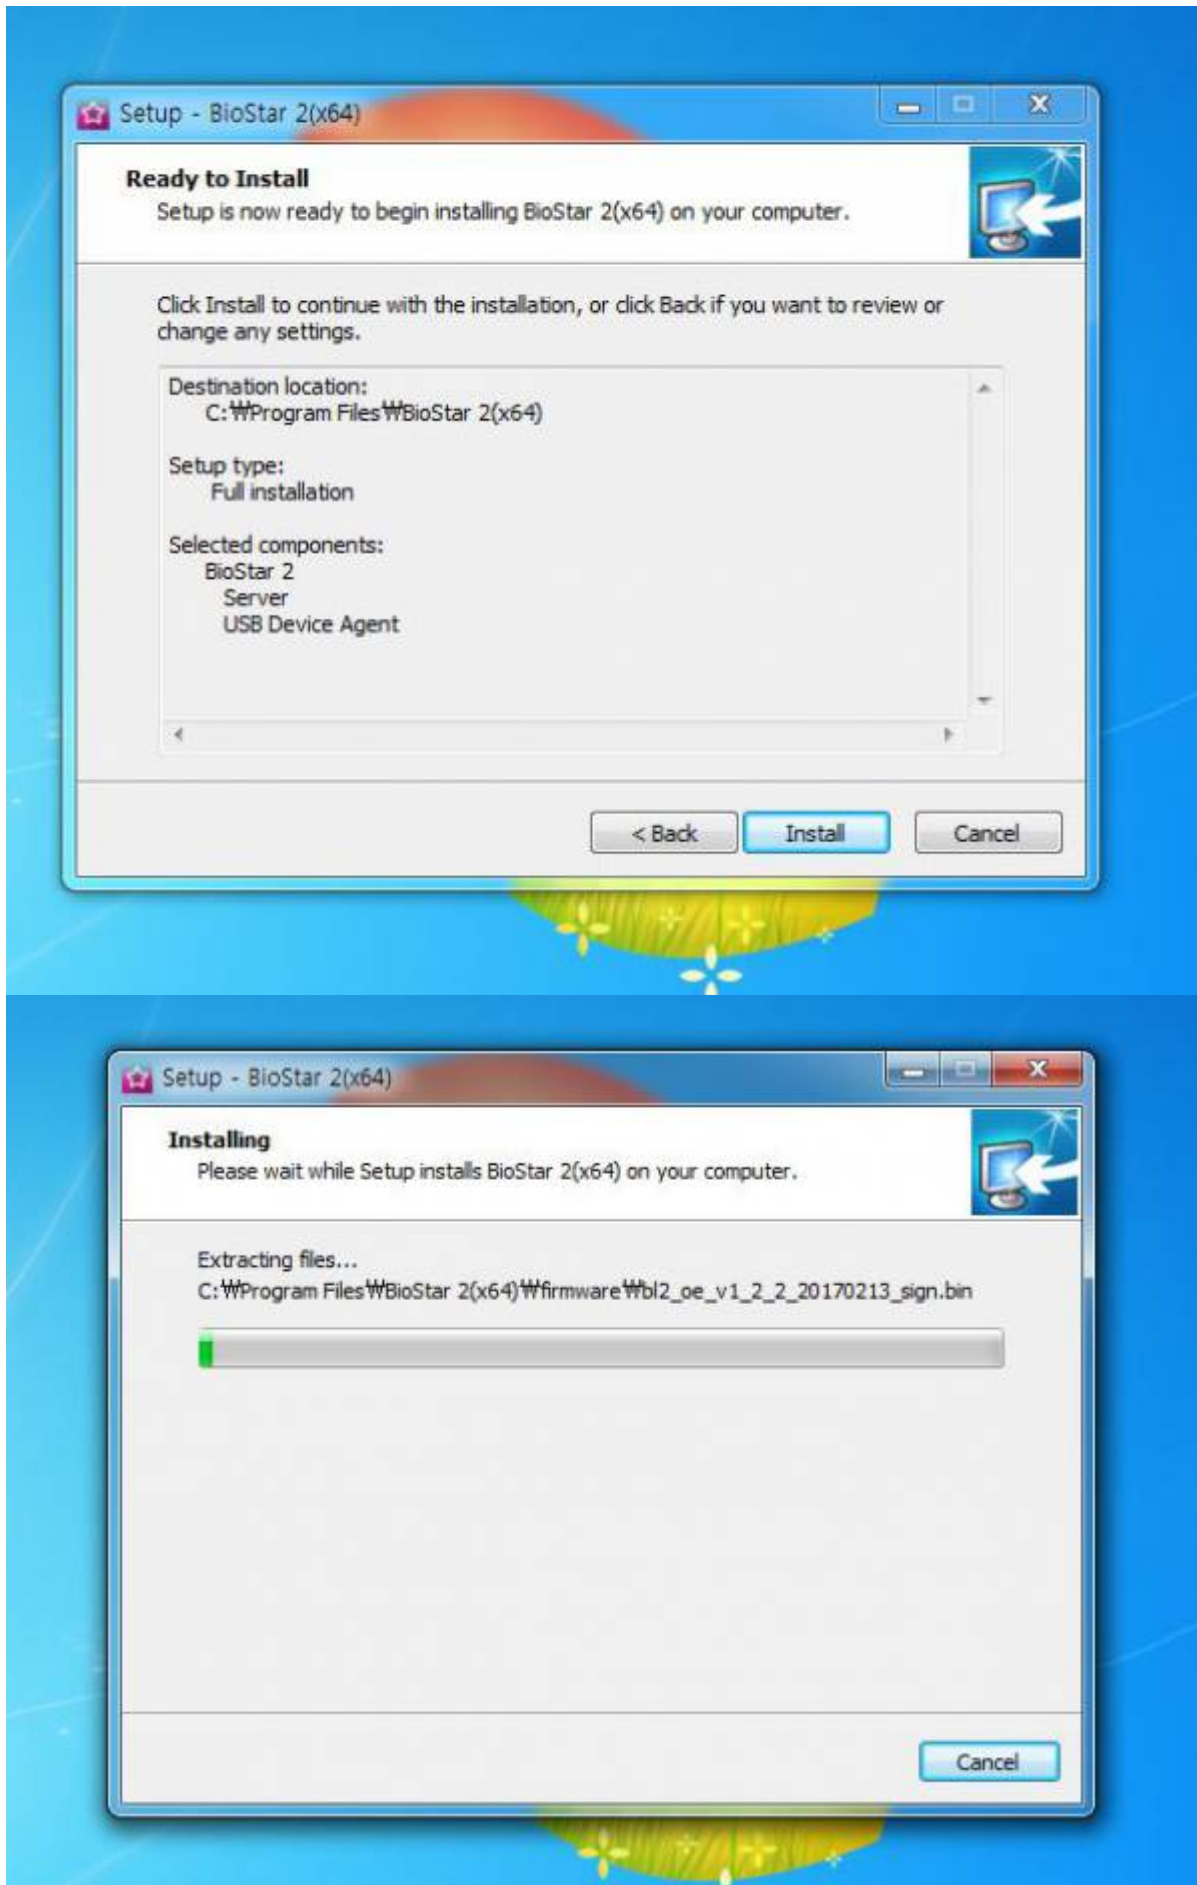 Setup - BioStar 2(x64)
Ready to Install
Setup is now ready to begin installing BioStar 2(x64) on your computer.
Click Install to continue with the installation, or click Back if you want to review or
change any settings.
Destination location:
C:₩Program Files₩BioStar 2(x64)
Setup type:
Full installation
Selected components:
BioStar 2
Server
USB Device Agent
< Back
Install
Cancel
Setup - BioStar 2(x64)
Installing
Please wait while Setup installs BioStar 2(x64) on your computer.
Extracting files...
C:₩Program Files₩BioStar 2(x64)₩firmware₩bl2_oe_v1_2_2_20170213_sign.bin
Cancel